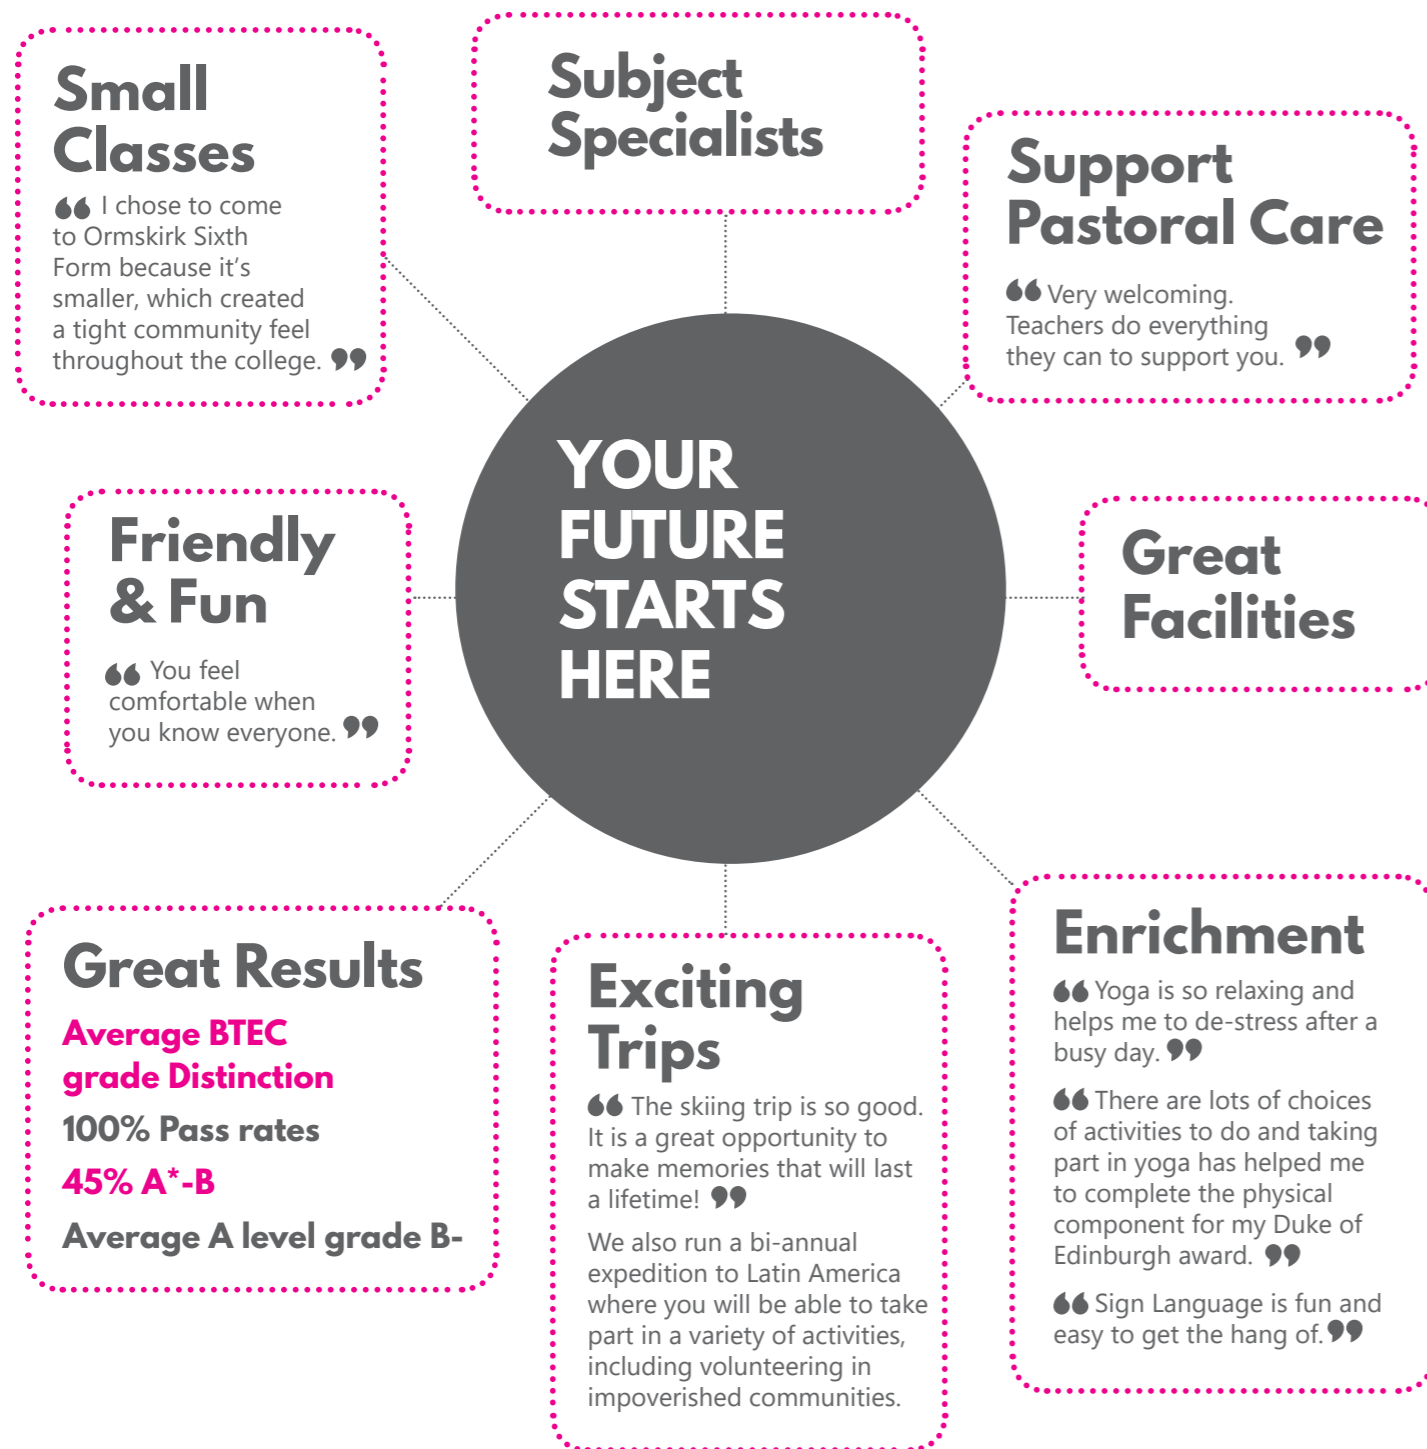 Small
Classes
“ I chose to come
to Ormskirk Sixth
Form because it’s
smaller, which created
a tight community feel
throughout the college. ”
Subject
Specialists
Support
Pastoral Care
“ Very welcoming.
Teachers do everything
they can to support you. ”
YOUR
FUTURE
STARTS
HERE
Friendly
& Fun
“ You feel
comfortable when
you know everyone. ”
Great
Facilities
Great Results
Average BTEC
grade Distinction
100% Pass rates
45% A*-B
Average A level grade B-
Exciting
Trips
“ The skiing trip is so good.
It is a great opportunity to
make memories that will last
a lifetime! ”
We also run a bi-annual
expedition to Latin America
where you will be able to take
part in a variety of activities,
including volunteering in
impoverished communities.
Enrichment
“ Yoga is so relaxing and
helps me to de-stress after a
busy day. ”
“ There are lots of choices
of activities to do and taking
part in yoga has helped me
to complete the physical
component for my Duke of
Edinburgh award. ”
“ Sign Language is fun and
easy to get the hang of. ”